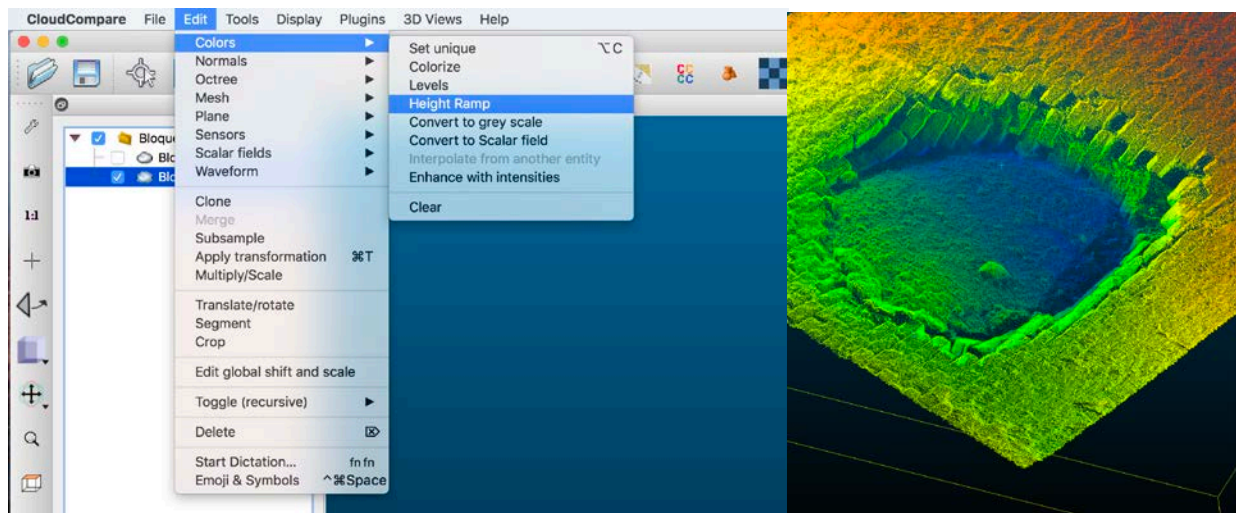 CloudCompare File Edit Tools Display Plugins 3D Views Help
Colors
Normals
Octree
Mesh
Plane
Sensors
Scalar fields
Waveform
Clone
Merge
Subsample
Apply transformation ⌘T
Multiply/Scale
Translate/rotate
Segment
Crop
Edit global shift and scale
Toggle (recursive)
Delete ⌦
Start Dictation... fn fn
Emoji & Symbols ^⌘Space
Set unique ⌥C
Colorize
Levels
Height Ramp
Convert to grey scale
Convert to Scalar field
Interpolate from another entity
Enhance with intensities
Clear
CC
CC
1:1
Bloqu
Blo
Blo